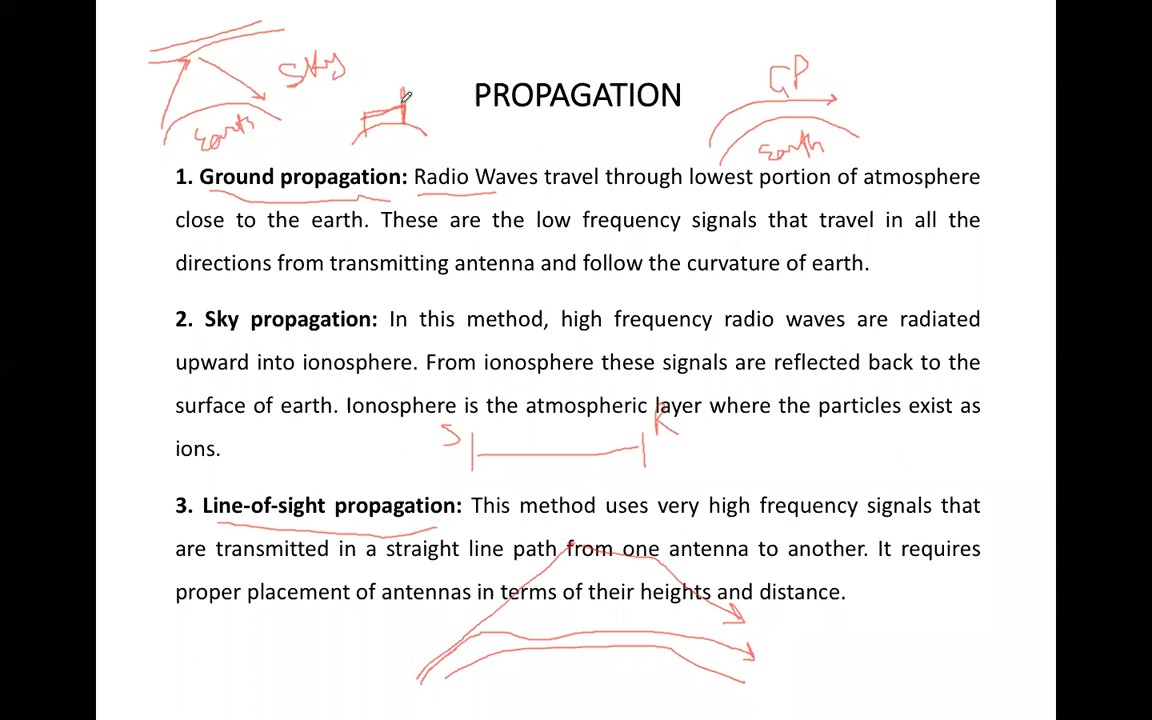 Sky
GP
PROPAGATION
Earth
Earth
1. Ground propagation: Radio Waves travel through lowest portion of atmosphere
close to the earth. These are the low frequency signals that travel in all the
directions from transmitting antenna and follow the curvature of earth.
2. Sky propagation: In this method, high frequency radio waves are radiated
upward into ionosphere. From ionosphere these signals are reflected back to the
surface of earth. Ionosphere is the atmospheric layer where the particles exist as
S R
ions.
3. Line-of-sight propagation: This method uses very high frequency signals that
are transmitted in a straight line path from one antenna to another. It requires
proper placement of antennas in terms of their heights and distance.